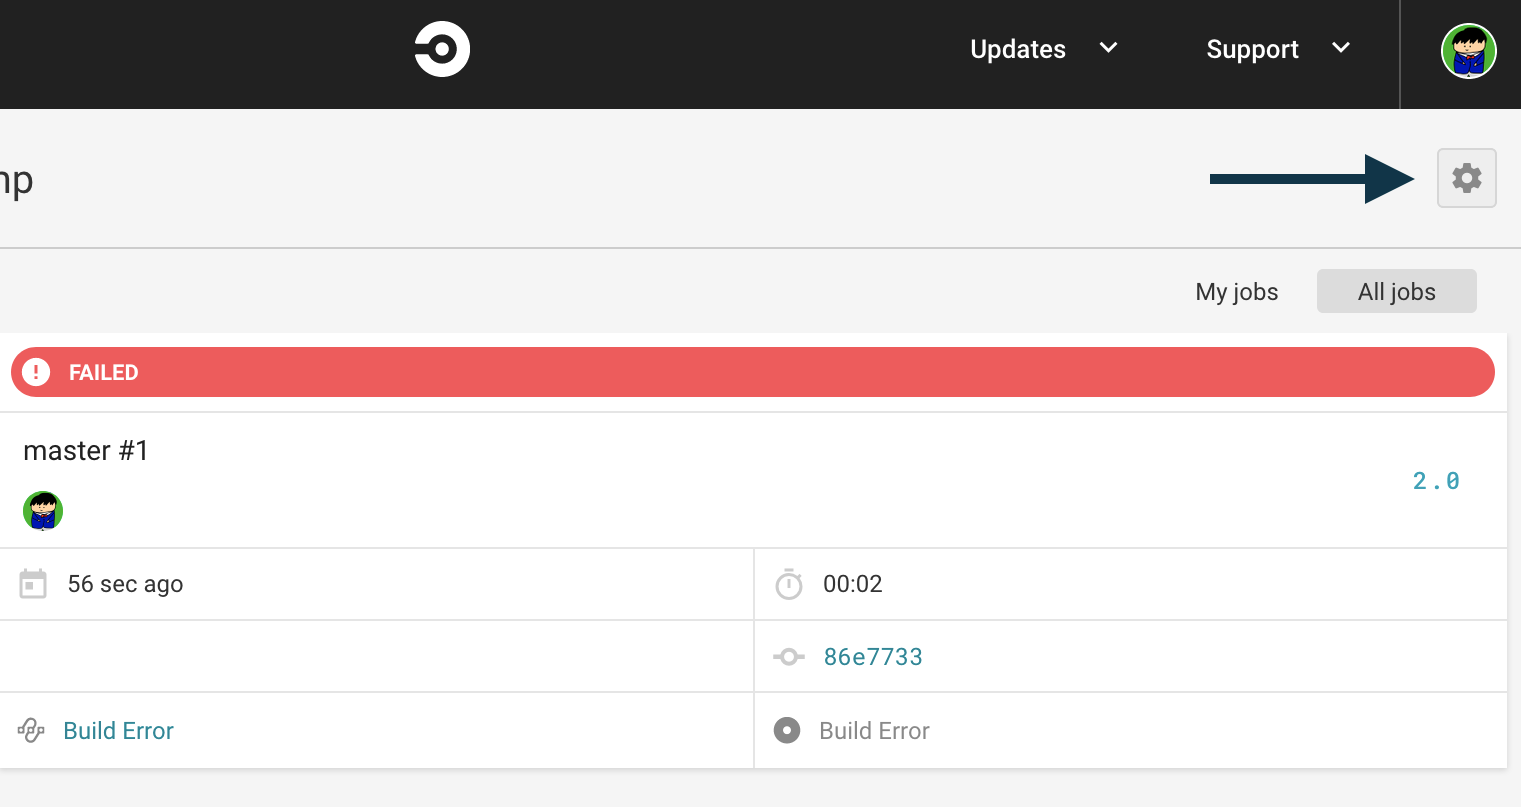 Updates
Support
np
My jobs
All jobs
FAILED
master #1
2.0
56 sec ago
00:02
86e7733
Build Error
Build Error